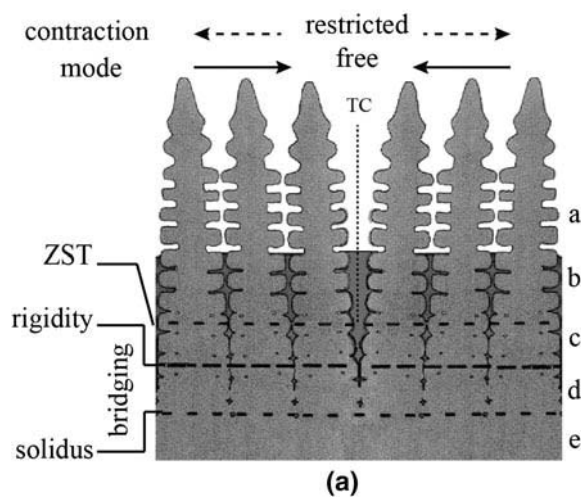 contraction mode
restricted
free
TC
a
ZST
b
rigidity
c
bridging
d
solidus
e
(a)